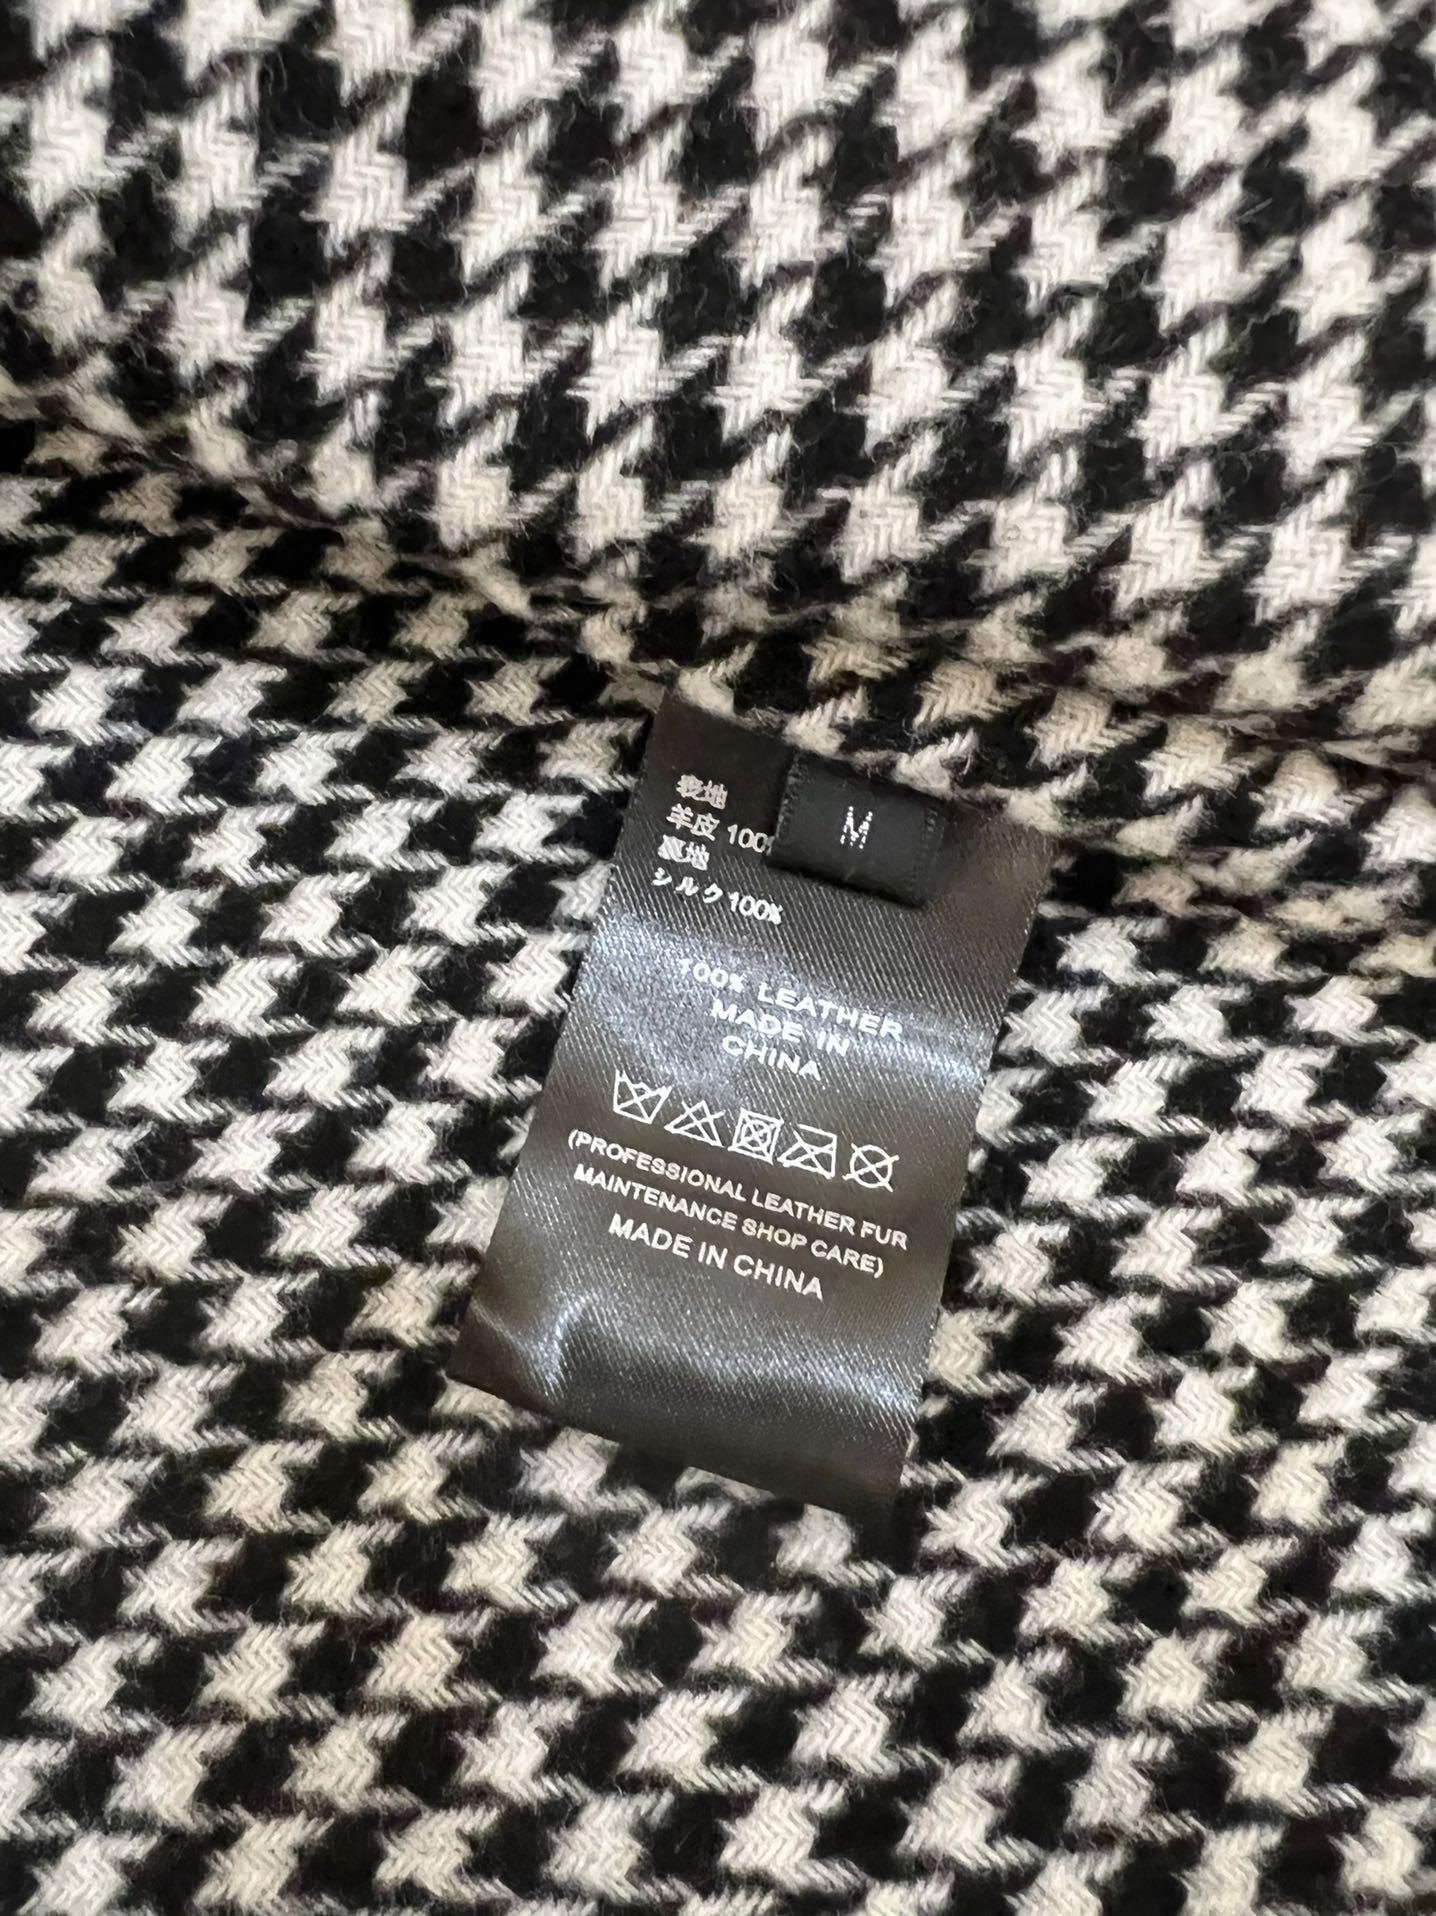 表地
羊皮 100%
M
裏地
シルク100%
100% LEATHER
MADE IN
CHINA
(PROFESSIONAL LEATHER FUR
MAINTENANCE SHOP CARE)
MADE IN CHINA